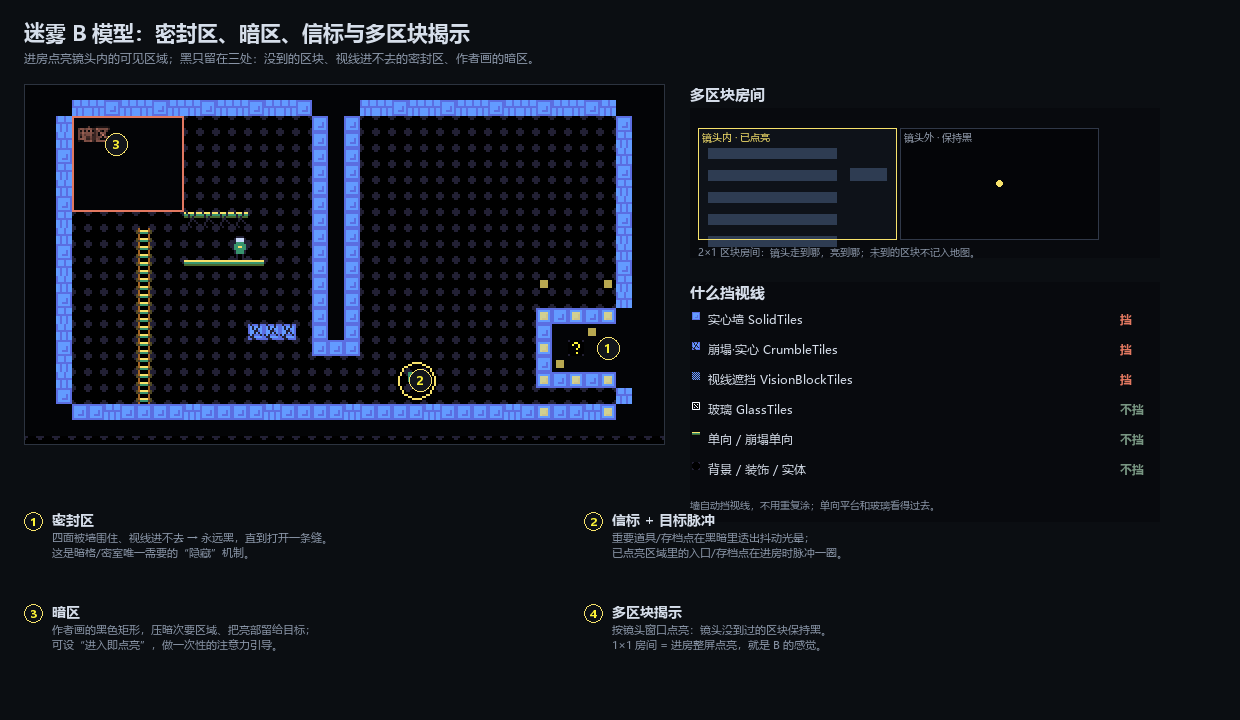 迷雾 B 模型：密封区、暗区、信标与多区块揭示
进房点亮镜头内的可见区域；黑只留在三处：没到的区块、视线进不去的密封区、作者画的暗区。
暗区
3
?
1
2
多区块房间
镜头内 · 已点亮
镜头外 · 保持黑
2×1 区块房间：镜头走到哪，亮到哪；未到的区块不记入地图。
什么挡视线
实心墙 SolidTiles 挡
崩塌·实心 CrumbleTiles 挡
视线遮挡 VisionBlockTiles 挡
玻璃 GlassTiles 不挡
单向 / 崩塌单向 不挡
背景 / 装饰 / 实体 不挡
墙自动挡视线，不用重复涂；单向平台和玻璃看得过去。
1 密封区
四面被墙围住、视线进不去 → 永远黑，直到打开一条缝。
这是暗格/密室唯一需要的“隐藏”机制。
2 信标 + 目标脉冲
重要道具/存档点在黑暗里透出抖动光晕；
已点亮区域里的入口/存档点在进房时脉冲一圈。
3 暗区
作者画的黑色矩形，压暗次要区域、把亮部留给目标；
可设“进入即点亮”，做一次性的注意力引导。
4 多区块揭示
按镜头窗口点亮：镜头没到过的区块保持黑。
1×1 房间 = 进房整屏点亮，就是 B 的感觉。